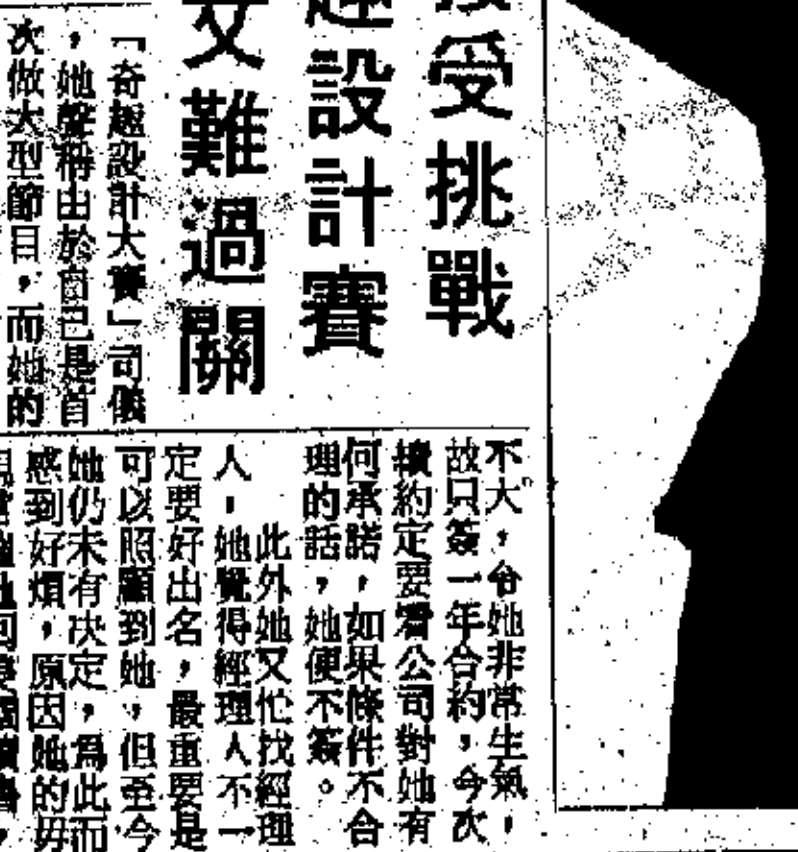 受挑戰
設計賽
文難過關
「奇趣設計大賽」司儀
，她聲稱由於自己是首
次做大型節目，而她的
不大，令她非常生氣，
故只簽一年合約，今次
續約定要看公司對她有
何承諾，如果條件不合
理的話，她便不簽。
此外她又忙找經理
人，她覺得經理人不一
定要好出名，最重要是
可以照顧到她，但至今
她仍未有決定，爲此而
感到好煩，原因她的毋